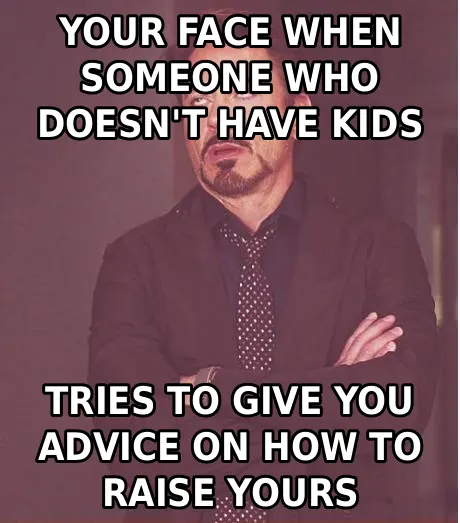 YOUR FACE WHEN
SOMEONE WHO
DOESN'T HAVE KIDS
TRIES TO GIVE YOU
ADVICE ON HOW TO
RAISE YOURS